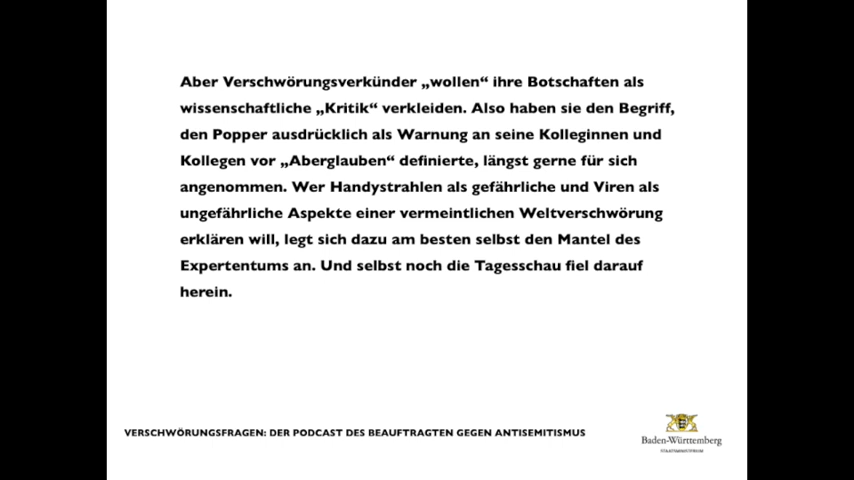 Aber Verschwörungsverkünder „wollen“ ihre Botschaften als
wissenschaftliche „Kritik“ verkleiden. Also haben sie den Begriff,
den Popper ausdrücklich als Warnung an seine Kolleginnen und
Kollegen vor „Aberglauben“ definierte, längst gerne für sich
angenommen. Wer Handystrahlen als gefährliche und Viren als
ungefährliche Aspekte einer vermeintlichen Weltverschwörung
erklären will, legt sich dazu am besten selbst den Mantel des
Expertentums an. Und selbst noch die Tagesschau fiel darauf
herein.
VERSCHWÖRUNGSFRAGEN: DER PODCAST DES BEAUFTRAGTEN GEGEN ANTISEMITISMUS
Baden-Württemberg
STAATSMINISTERIUM